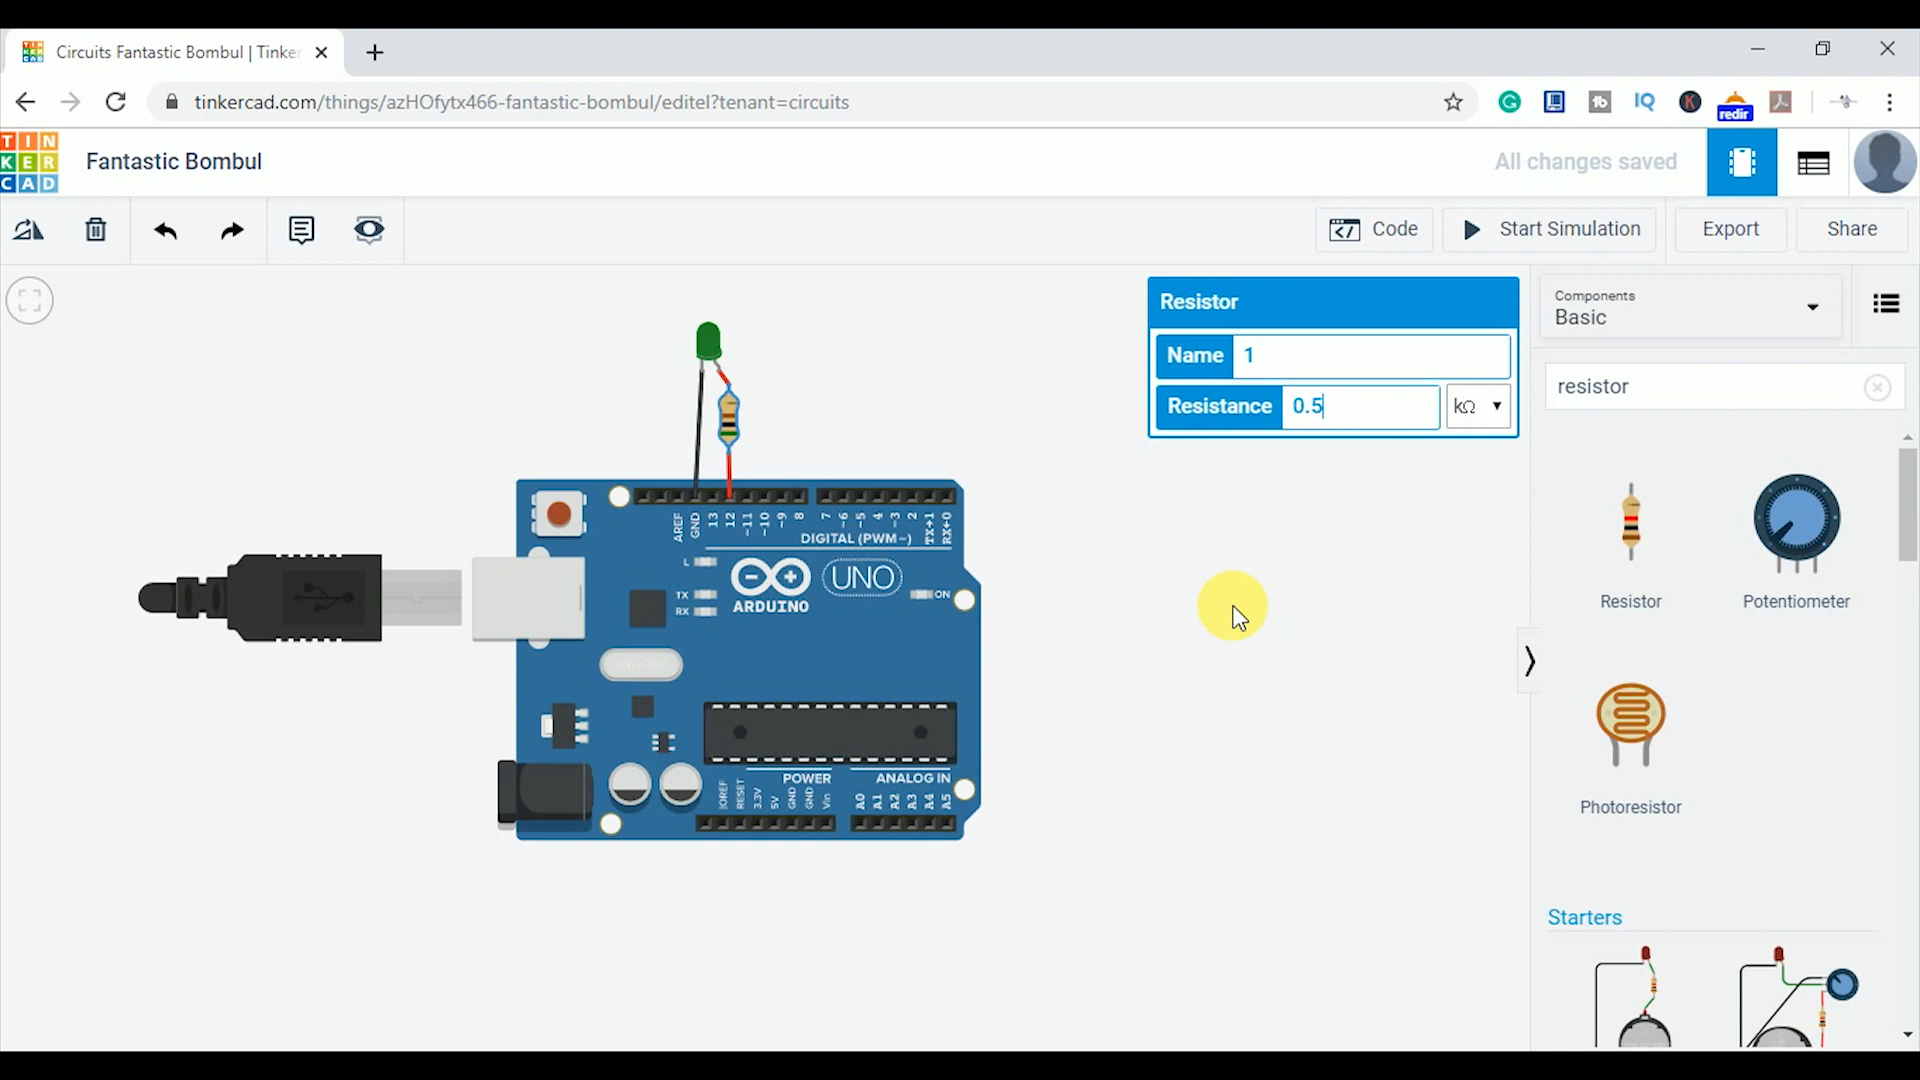 Circuits Fantastic Bombul | Tinker
tinkercad.com/things/azHOfytx466-fantastic-bombul/editel?tenant=circuits
tb
IQ
K
redir
TIN
KER
CAD
Fantastic Bombul
All changes saved
Code
Start Simulation
Export
Share
Resistor
Name 1
Resistance 0.5 kΩ
Components
Basic
resistor
Resistor
Potentiometer
Photoresistor
Starters
AREF
GND
13
12
~11
~10
~9
8
7
~6
~5
4
~3
2
TX→1
RX←0
DIGITAL (PWM~)
L
TX
RX
ARDUINO
UNO
ON
POWER
ANALOG IN
IOREF
RESET
3.3V
5V
GND
GND
Vin
A0
A1
A2
A3
A4
A5